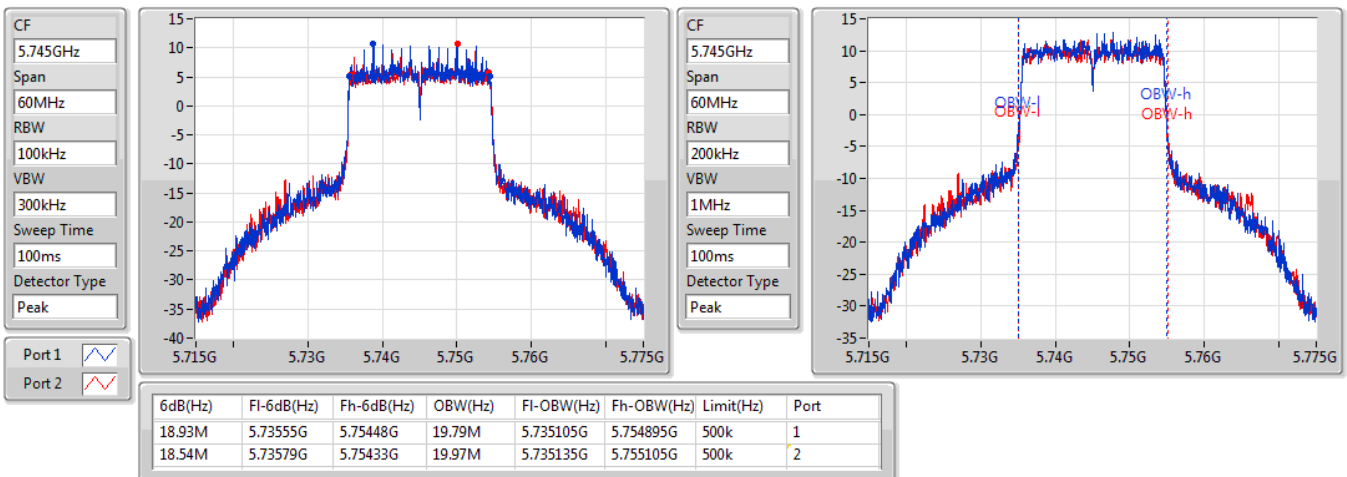 CF
5.745GHz
Span
60MHz
RBW
100kHz
VBW
300kHz
Sweep Time
100ms
Detector Type
Peak
Port 1
Port 2
15
10
5
0
-5
-10
-15
-20
-25
-30
-35
-40
5.715G 5.73G 5.74G 5.75G 5.76G 5.775G
CF
5.745GHz
Span
60MHz
RBW
200kHz
VBW
1MHz
Sweep Time
100ms
Detector Type
Peak
15
10
5
0
-5
-10
-15
-20
-25
-30
-35
OBW-l
OBW-l
OBW-h
OBW-h
5.715G 5.73G 5.74G 5.75G 5.76G 5.775G
6dB(Hz) Fl-6dB(Hz) Fh-6dB(Hz) OBW(Hz) Fl-OBW(Hz) Fh-OBW(Hz) Limit(Hz) Port
18.93M 5.73555G 5.75448G 19.79M 5.735105G 5.754895G 500k 1
18.54M 5.73579G 5.75433G 19.97M 5.735135G 5.755105G 500k 2